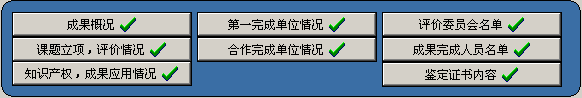 成果概况
第一完成单位情况
评价委员会名单
课题立项，评价情况
合作完成单位情况
成果完成人员名单
知识产权，成果应用情况
鉴定证书内容